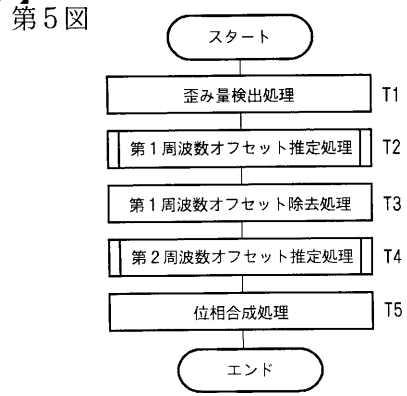 第5図
スタート
歪み量検出処理 T1
第1周波数オフセット推定処理 T2
第1周波数オフセット除去処理 T3
第2周波数オフセット推定処理 T4
位相合成処理 T5
エンド